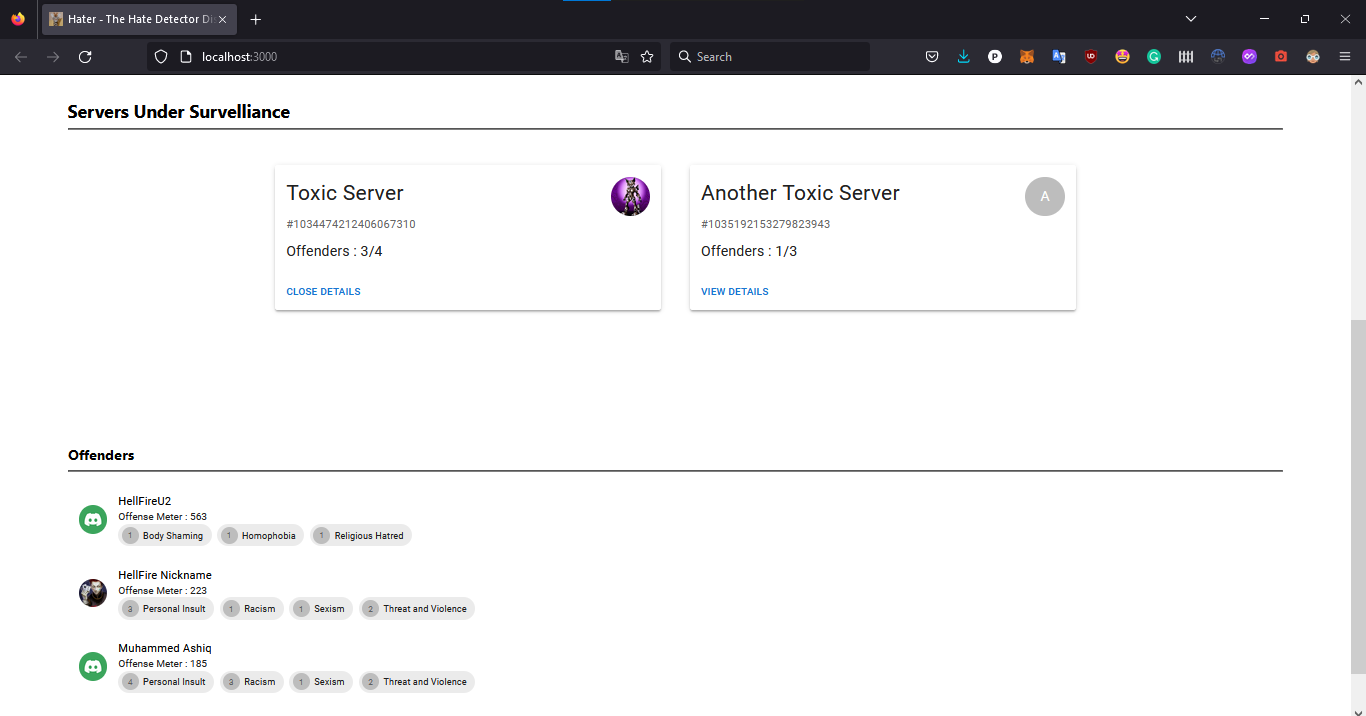 Hater - The Hate Detector Di
localhost:3000
Search
Servers Under Survelliance
Toxic Server
#1034474212406067310
Offenders : 3/4
CLOSE DETAILS
Another Toxic Server
A
#1035192153279823943
Offenders : 1/3
VIEW DETAILS
Offenders
HellFireU2
Offense Meter : 563
1 Body Shaming 1 Homophobia 1 Religious Hatred
HellFire Nickname
Offense Meter : 223
3 Personal Insult 1 Racism 1 Sexism 2 Threat and Violence
Muhammed Ashiq
Offense Meter : 185
4 Personal Insult 3 Racism 1 Sexism 2 Threat and Violence